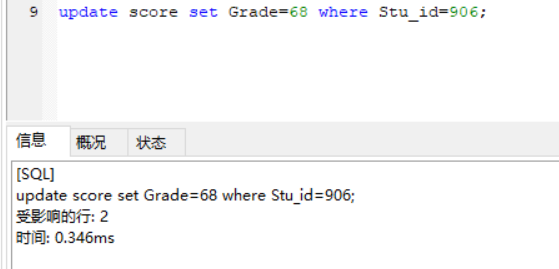 9 update score set Grade=68 where Stu_id=906;
信息 概况 状态
[SQL]
update score set Grade=68 where Stu_id=906;
受影响的行: 2
时间: 0.346ms